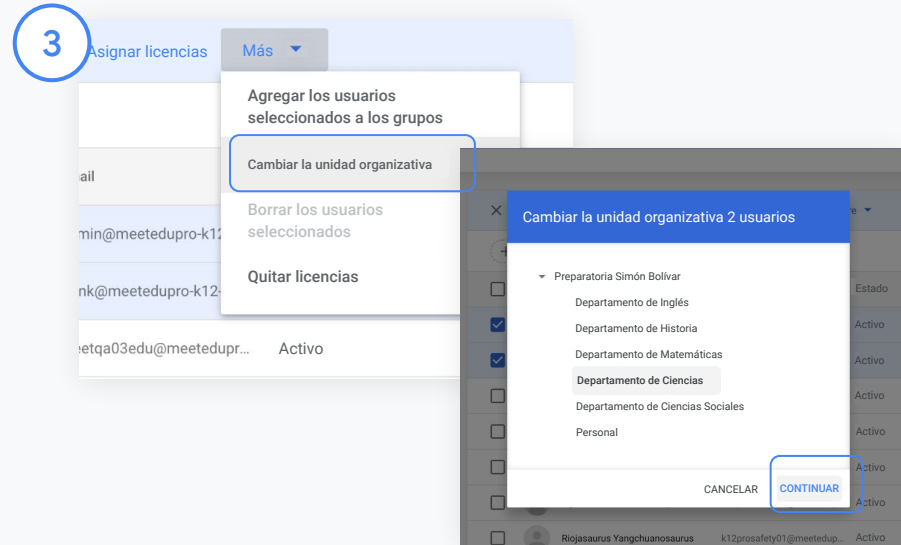 3
Asignar licencias Más
Agregar los usuarios
seleccionados a los grupos
Cambiar la unidad organizativa
Borrar los usuarios
seleccionados
Quitar licencias
ail
min@meetedupro-k12
nk@meetedupro-k12-
eetqa03edu@meetedupr... Activo
Cambiar la unidad organizativa 2 usuarios
Preparatoria Simón Bolívar
Departamento de Inglés
Departamento de Historia
Departamento de Matemáticas
Departamento de Ciencias
Departamento de Ciencias Sociales
Personal
CANCELAR CONTINUAR
Estado
Activo
Activo
Activo
Activo
Activo
Activo
Riojasaurus Yangchuanosaurus k12prosafety01@meetedup... Activo